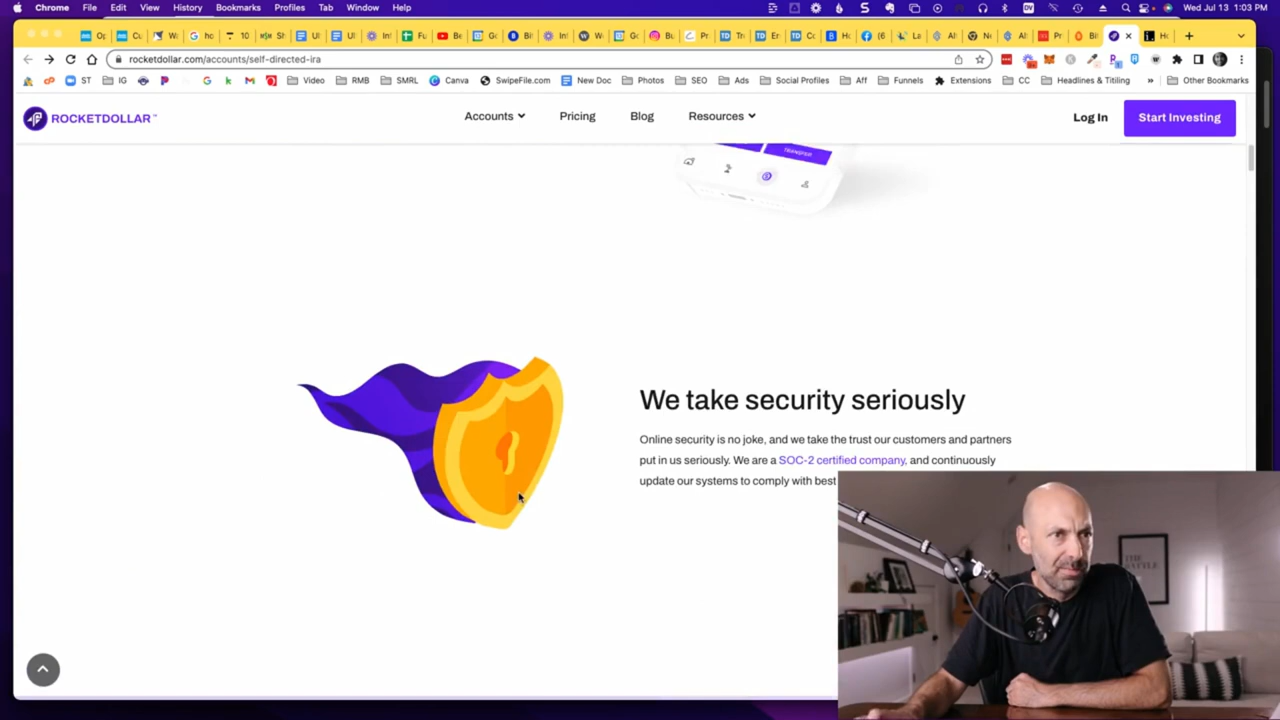 Chrome File Edit View History Bookmarks Profiles Tab Window Help
Wed Jul 13 1:03 PM
rocketdollar.com/accounts/self-directed-ira
ST IG Video RMB SMRL Canva SwipeFile.com New Doc Photos SEO Ads Social Profiles Aff Funnels Extensions CC Headlines & Titling » Other Bookmarks
ROCKETDOLLAR™
Accounts Pricing Blog Resources
Log In Start Investing
TRANSFER
We take security seriously
Online security is no joke, and we take the trust our customers and partners
put in us seriously. We are a SOC-2 certified company, and continuously
update our systems to comply with best